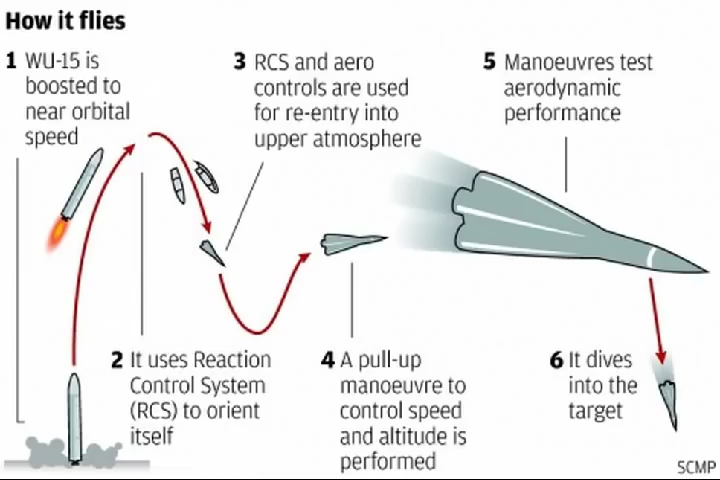 How it flies
1 WU-15 is
boosted to
near orbital
speed
2 It uses Reaction
Control System
(RCS) to orient
itself
3 RCS and aero
controls are used
for re-entry into
upper atmosphere
4 A pull-up
manoeuvre to
control speed
and altitude is
performed
5 Manoeuvres test
aerodynamic
performance
6 It dives
into the
target
SCMP